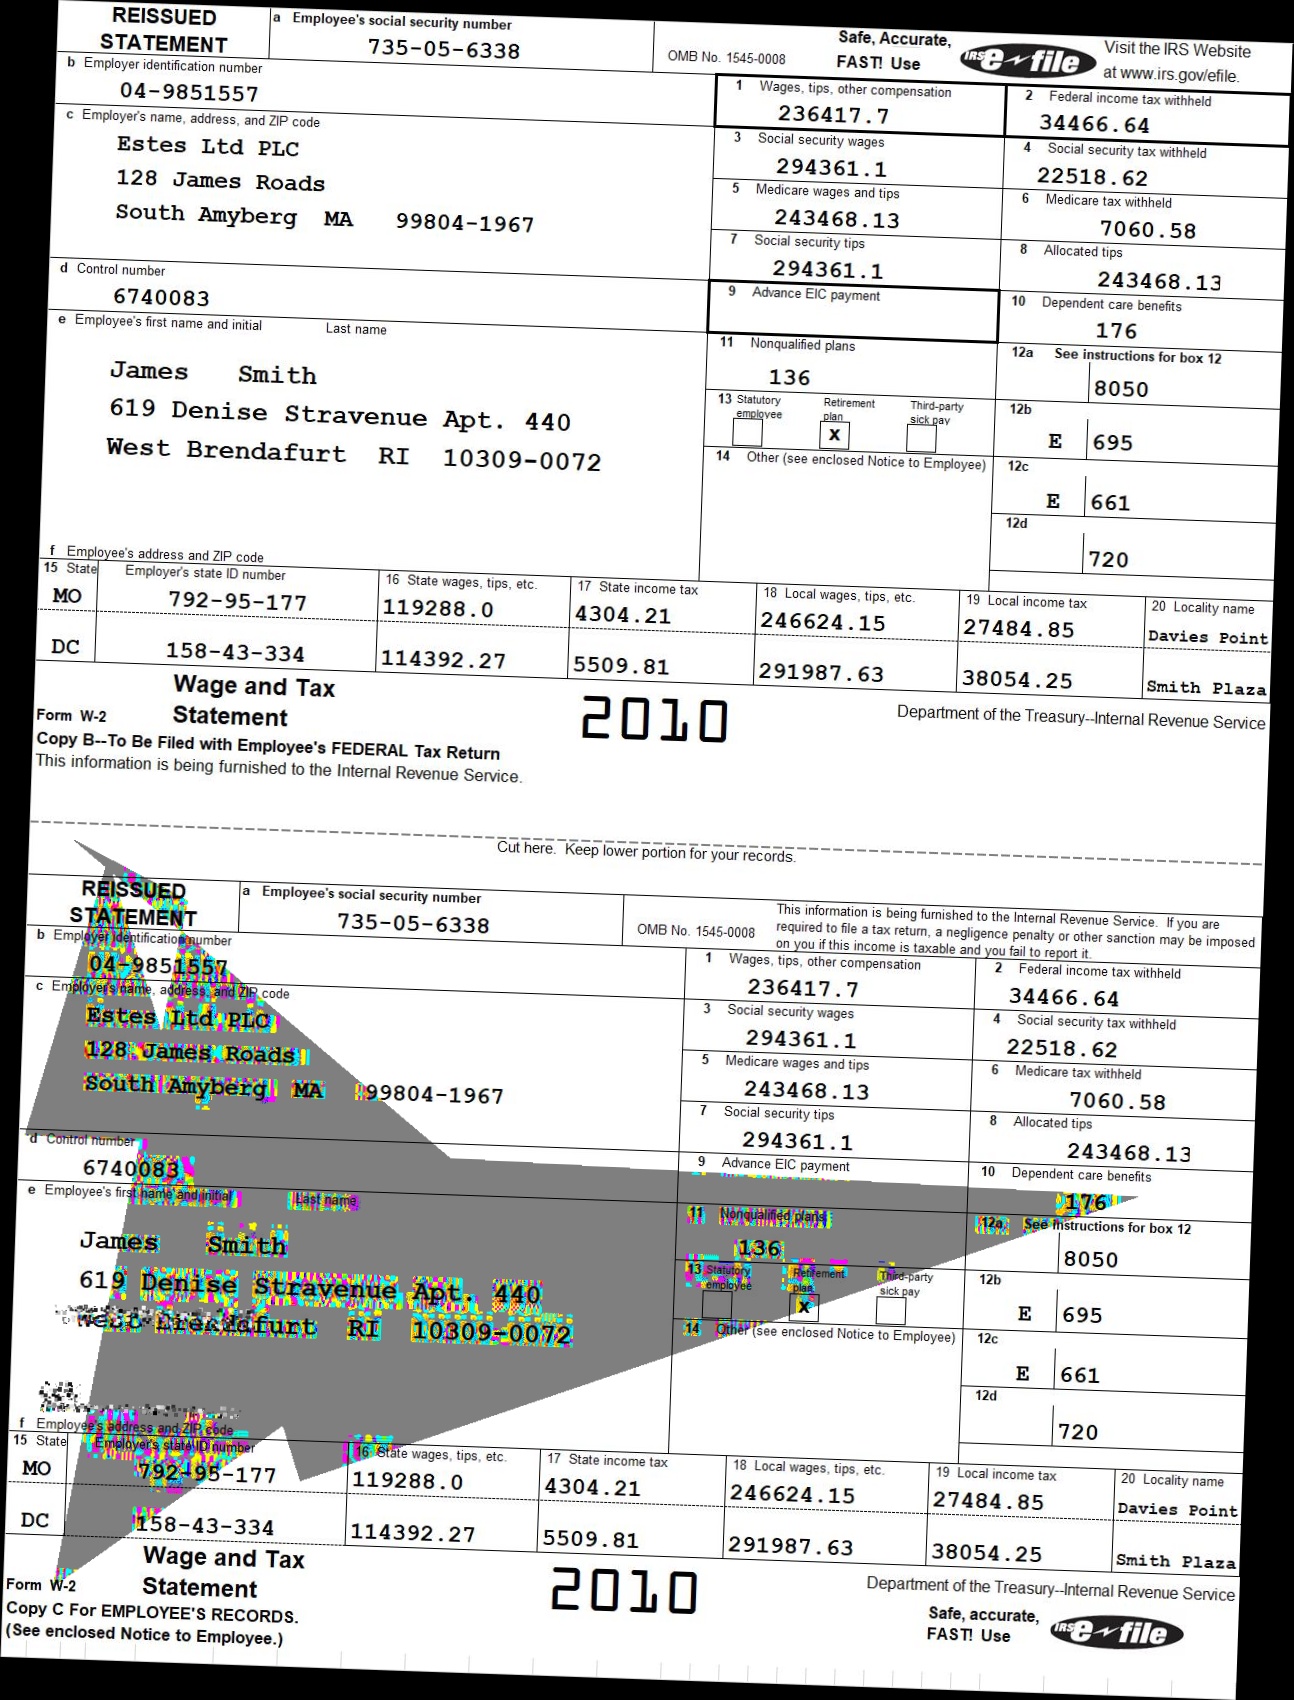 REISSUED
STATEMENT
a Employee's social security number
735-05-6338
OMB No. 1545-0008
Safe, Accurate,
FAST! Use
IRS e-file
Visit the IRS Website
at www.irs.gov/efile.
b Employer identification number
04-9851557
1 Wages, tips, other compensation
236417.7
2 Federal income tax withheld
34466.64
c Employer's name, address, and ZIP code
Estes Ltd PLC
128 James Roads
South Amyberg MA 99804-1967
3 Social security wages
294361.1
4 Social security tax withheld
22518.62
5 Medicare wages and tips
243468.13
6 Medicare tax withheld
7060.58
7 Social security tips
294361.1
8 Allocated tips
243468.13
d Control number
6740083
9 Advance EIC payment
10 Dependent care benefits
176
e Employee's first name and initial Last name
James Smith
619 Denise Stravenue Apt. 440
West Brendafurt RI 10309-0072
11 Nonqualified plans
136
12a See instructions for box 12
8050
13 Statutory employee Retirement plan Third-party sick pay
X
12b
E 695
14 Other (see enclosed Notice to Employee)
12c
E 661
12d
720
f Employee's address and ZIP code
15 State Employer's state ID number 16 State wages, tips, etc. 17 State income tax 18 Local wages, tips, etc. 19 Local income tax 20 Locality name
MO 792-95-177 119288.0 4304.21 246624.15 27484.85 Davies Point
DC 158-43-334 114392.27 5509.81 291987.63 38054.25 Smith Plaza
Form W-2 Wage and Tax
Statement
2010
Department of the Treasury--Internal Revenue Service
Copy B--To Be Filed with Employee's FEDERAL Tax Return
This information is being furnished to the Internal Revenue Service.
Cut here. Keep lower portion for your records.
REISSUED
STATEMENT
a Employee's social security number
735-05-6338
OMB No. 1545-0008
This information is being furnished to the Internal Revenue Service. If you are
required to file a tax return, a negligence penalty or other sanction may be imposed
on you if this income is taxable and you fail to report it.
b Employer identification number
04-9851557
1 Wages, tips, other compensation
236417.7
2 Federal income tax withheld
34466.64
c Employer's name, address, and ZIP code
Estes Ltd PLC
128 James Roads
South Amyberg MA 99804-1967
3 Social security wages
294361.1
4 Social security tax withheld
22518.62
5 Medicare wages and tips
243468.13
6 Medicare tax withheld
7060.58
7 Social security tips
294361.1
8 Allocated tips
243468.13
d Control number
6740083
9 Advance EIC payment
10 Dependent care benefits
176
e Employee's first name and initial Last name
James Smith
619 Denise Stravenue Apt. 440
West Brendafurt RI 10309-0072
11 Nonqualified plans
136
12a See instructions for box 12
8050
13 Statutory employee Retirement plan Third-party sick pay
X
12b
E 695
14 Other (see enclosed Notice to Employee)
12c
E 661
12d
720
f Employee's address and ZIP code
15 State Employer's state ID number 16 State wages, tips, etc. 17 State income tax 18 Local wages, tips, etc. 19 Local income tax 20 Locality name
MO 792-95-177 119288.0 4304.21 246624.15 27484.85 Davies Point
DC 158-43-334 114392.27 5509.81 291987.63 38054.25 Smith Plaza
Form W-2 Wage and Tax
Statement
2010
Department of the Treasury--Internal Revenue Service
Copy C For EMPLOYEE'S RECORDS.
(See enclosed Notice to Employee.)
Safe, accurate,
FAST! Use
IRS e-file